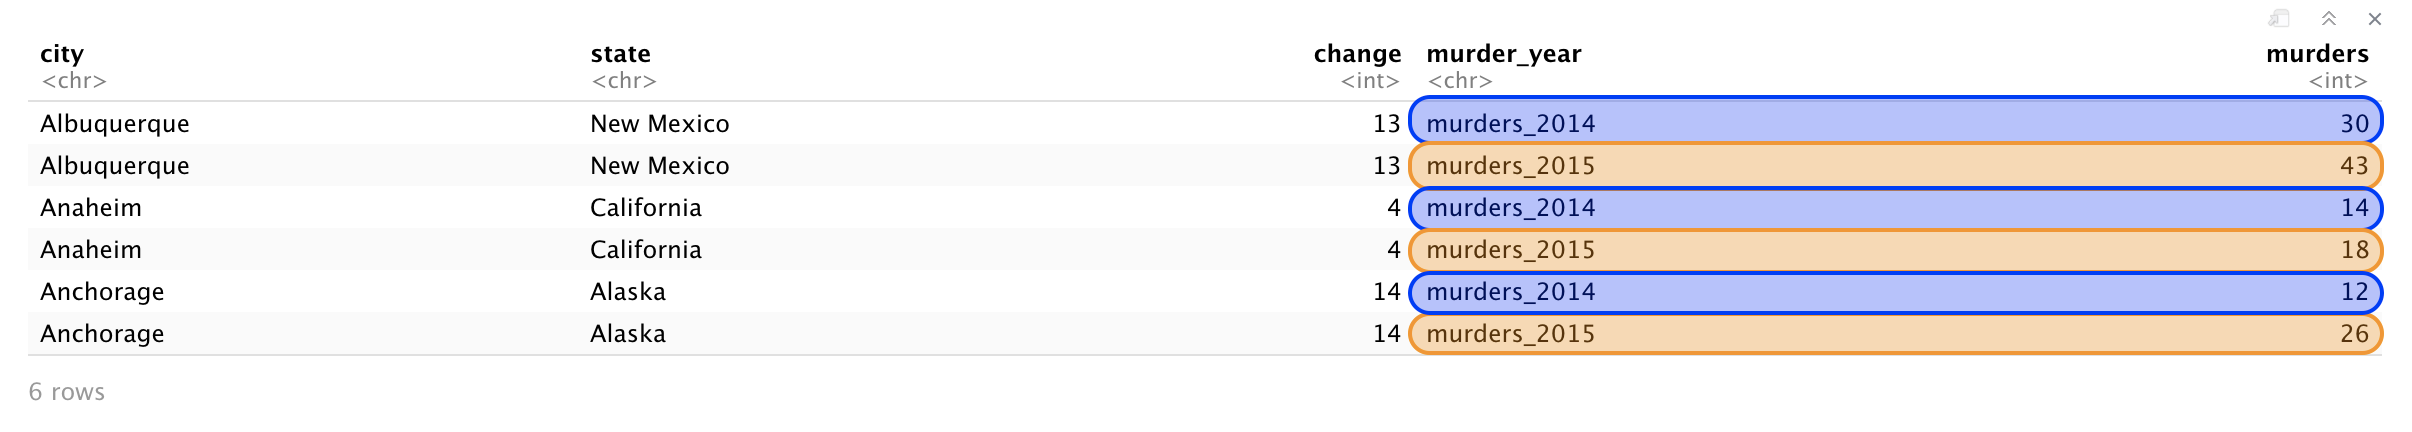 city state change murder_year murders
<chr> <chr> <int> <chr> <int>
Albuquerque New Mexico 13 murders_2014 30
Albuquerque New Mexico 13 murders_2015 43
Anaheim California 4 murders_2014 14
Anaheim California 4 murders_2015 18
Anchorage Alaska 14 murders_2014 12
Anchorage Alaska 14 murders_2015 26
6 rows